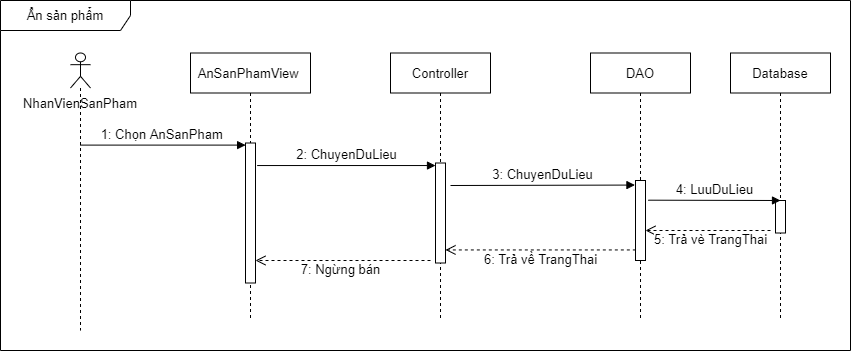 Ẩn sản phẩm
NhanVienSanPham
AnSanPhamView
Controller
DAO
Database
1: Chọn AnSanPham
2: ChuyenDuLieu
3: ChuyenDuLieu
4: LuuDuLieu
5: Trả về TrangThai
6: Trả về TrangThai
7: Ngừng bán